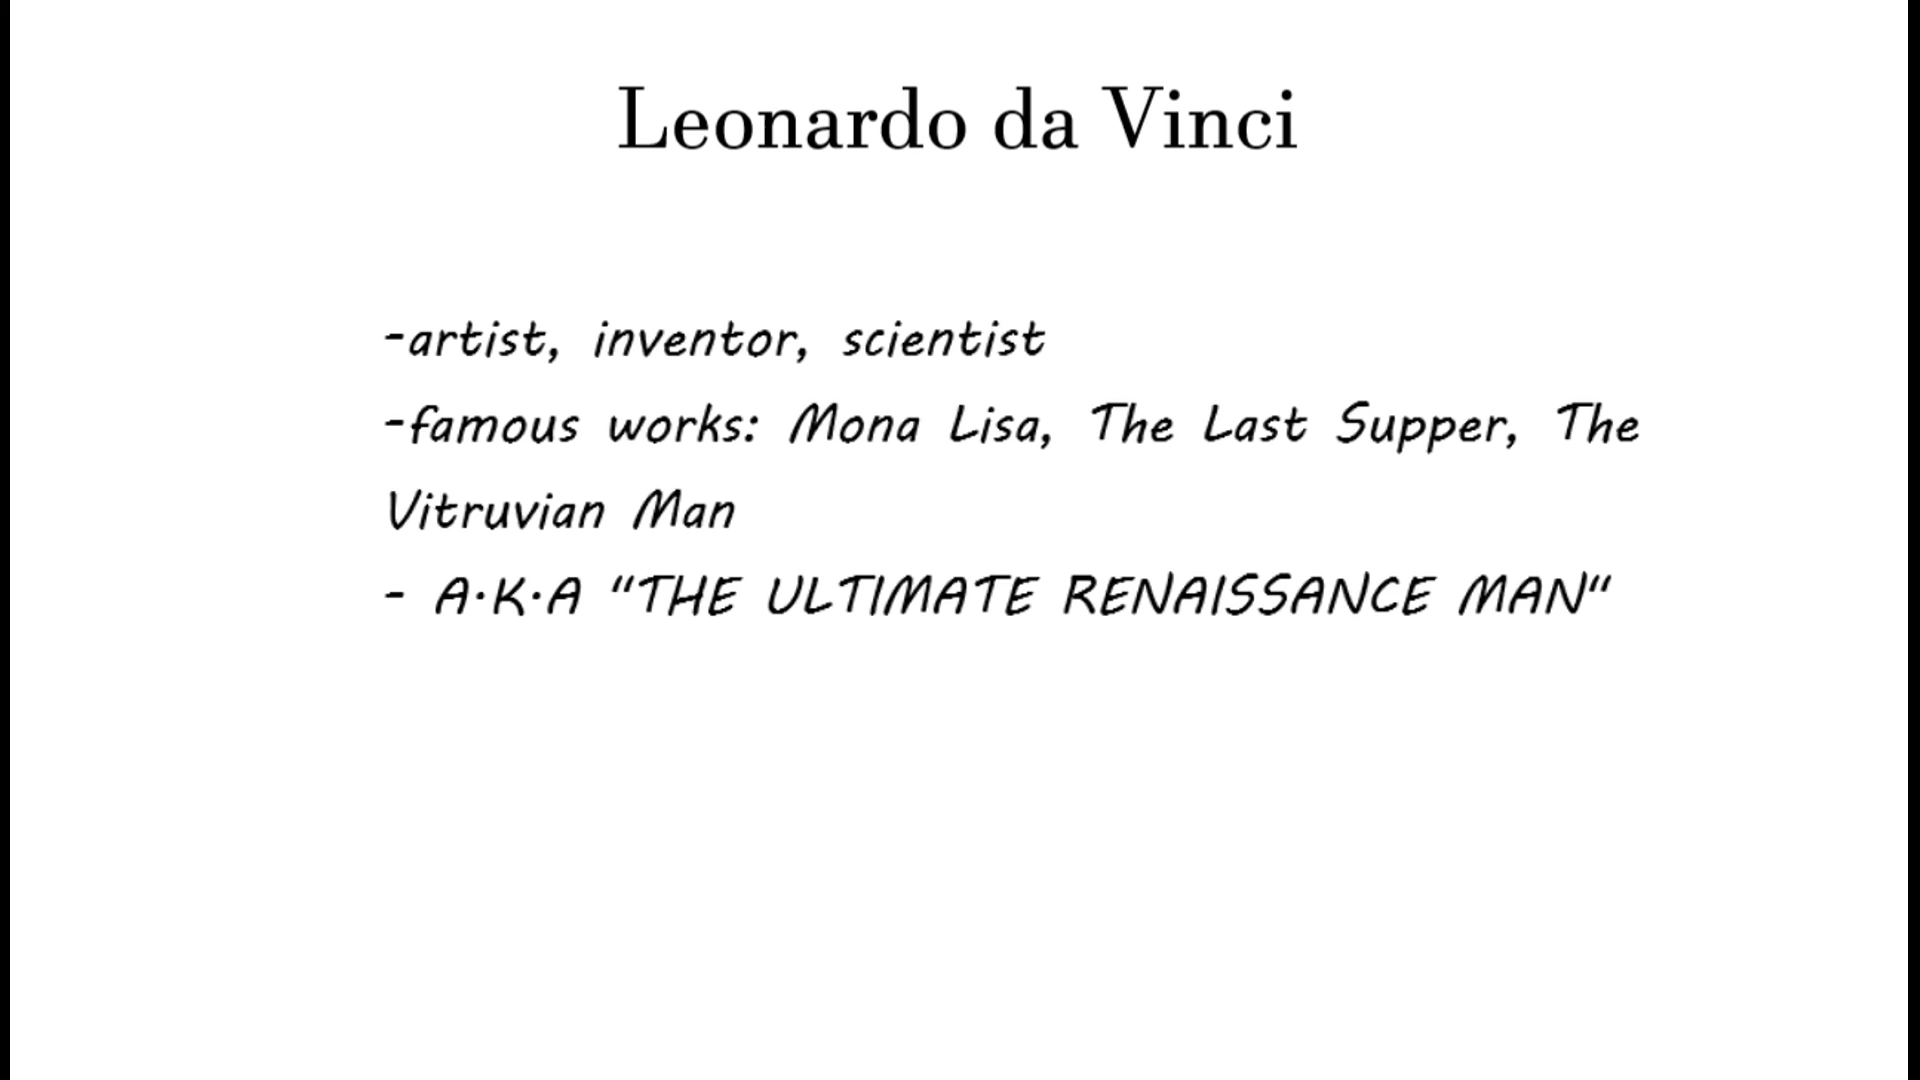 Leonardo da Vinci
-artist, inventor, scientist
-famous works: Mona Lisa, The Last Supper, The
Vitruvian Man
- A·K·A "THE ULTIMATE RENAISSANCE MAN"